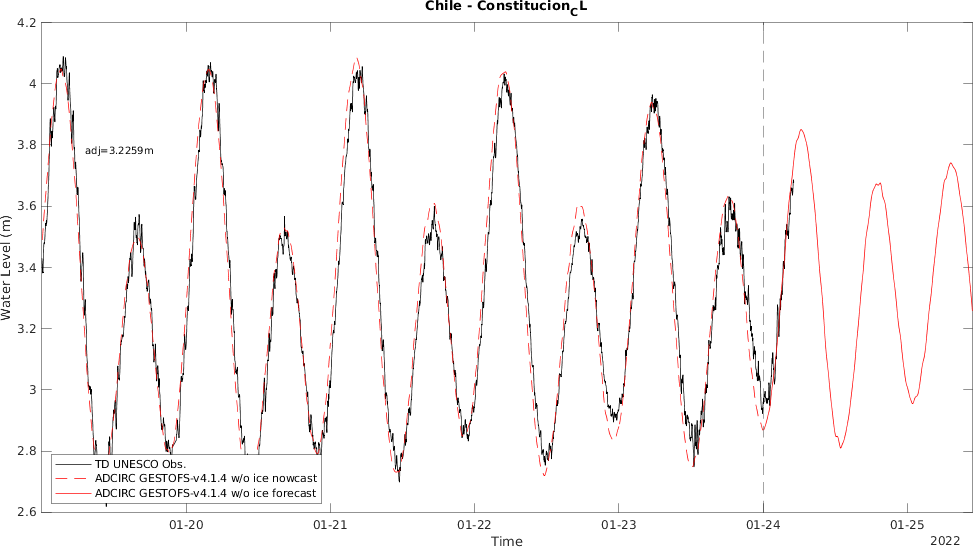 Chile - Constitucion_CL
4.2
4
3.8
3.6
3.4
3.2
3
2.8
2.6
Water Level (m)
adj=3.2259m
TD UNESCO Obs.
ADCIRC GESTOFS-v4.1.4 w/o ice nowcast
ADCIRC GESTOFS-v4.1.4 w/o ice forecast
01-20
01-21
01-22
01-23
01-24
01-25
Time
2022